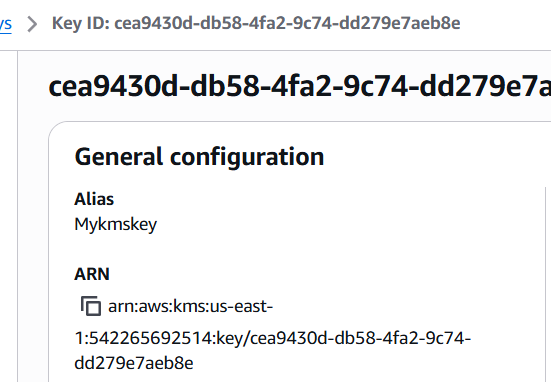 ys > Key ID: cea9430d-db58-4fa2-9c74-dd279e7aeb8e
cea9430d-db58-4fa2-9c74-dd279e7a
General configuration
Alias
Mykmskey
ARN
arn:aws:kms:us-east-
1:542265692514:key/cea9430d-db58-4fa2-9c74-
dd279e7aeb8e